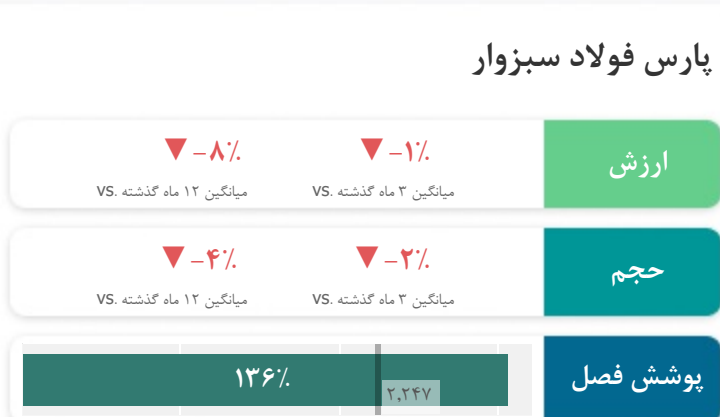 پارس فولاد سبزوار
ارزش
-۱٪ ▼
-۸٪ ▼
میانگین ۳ ماه گذشته .VS
میانگین ۱۲ ماه گذشته .VS
حجم
-۲٪ ▼
-۴٪ ▼
میانگین ۳ ماه گذشته .VS
میانگین ۱۲ ماه گذشته .VS
پوشش فصل
۱۳۶٪
۲,۲۴۷